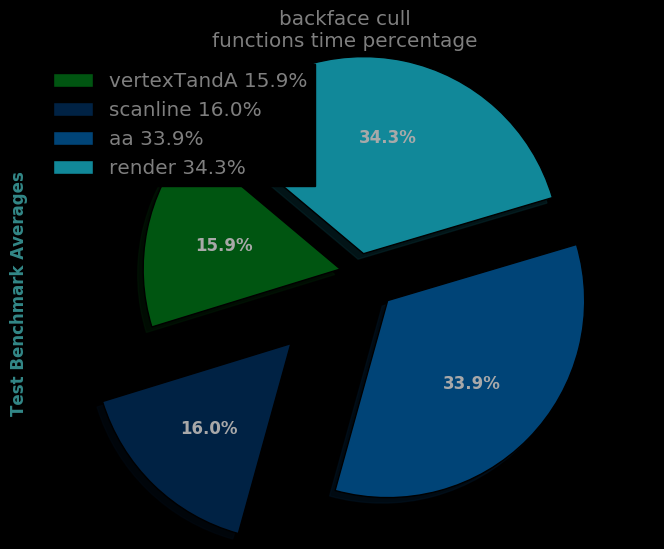 backface cull
functions time percentage
vertexTandA 15.9%
scanline 16.0%
aa 33.9%
render 34.3%
34.3%
15.9%
33.9%
16.0%
Test Benchmark Averages